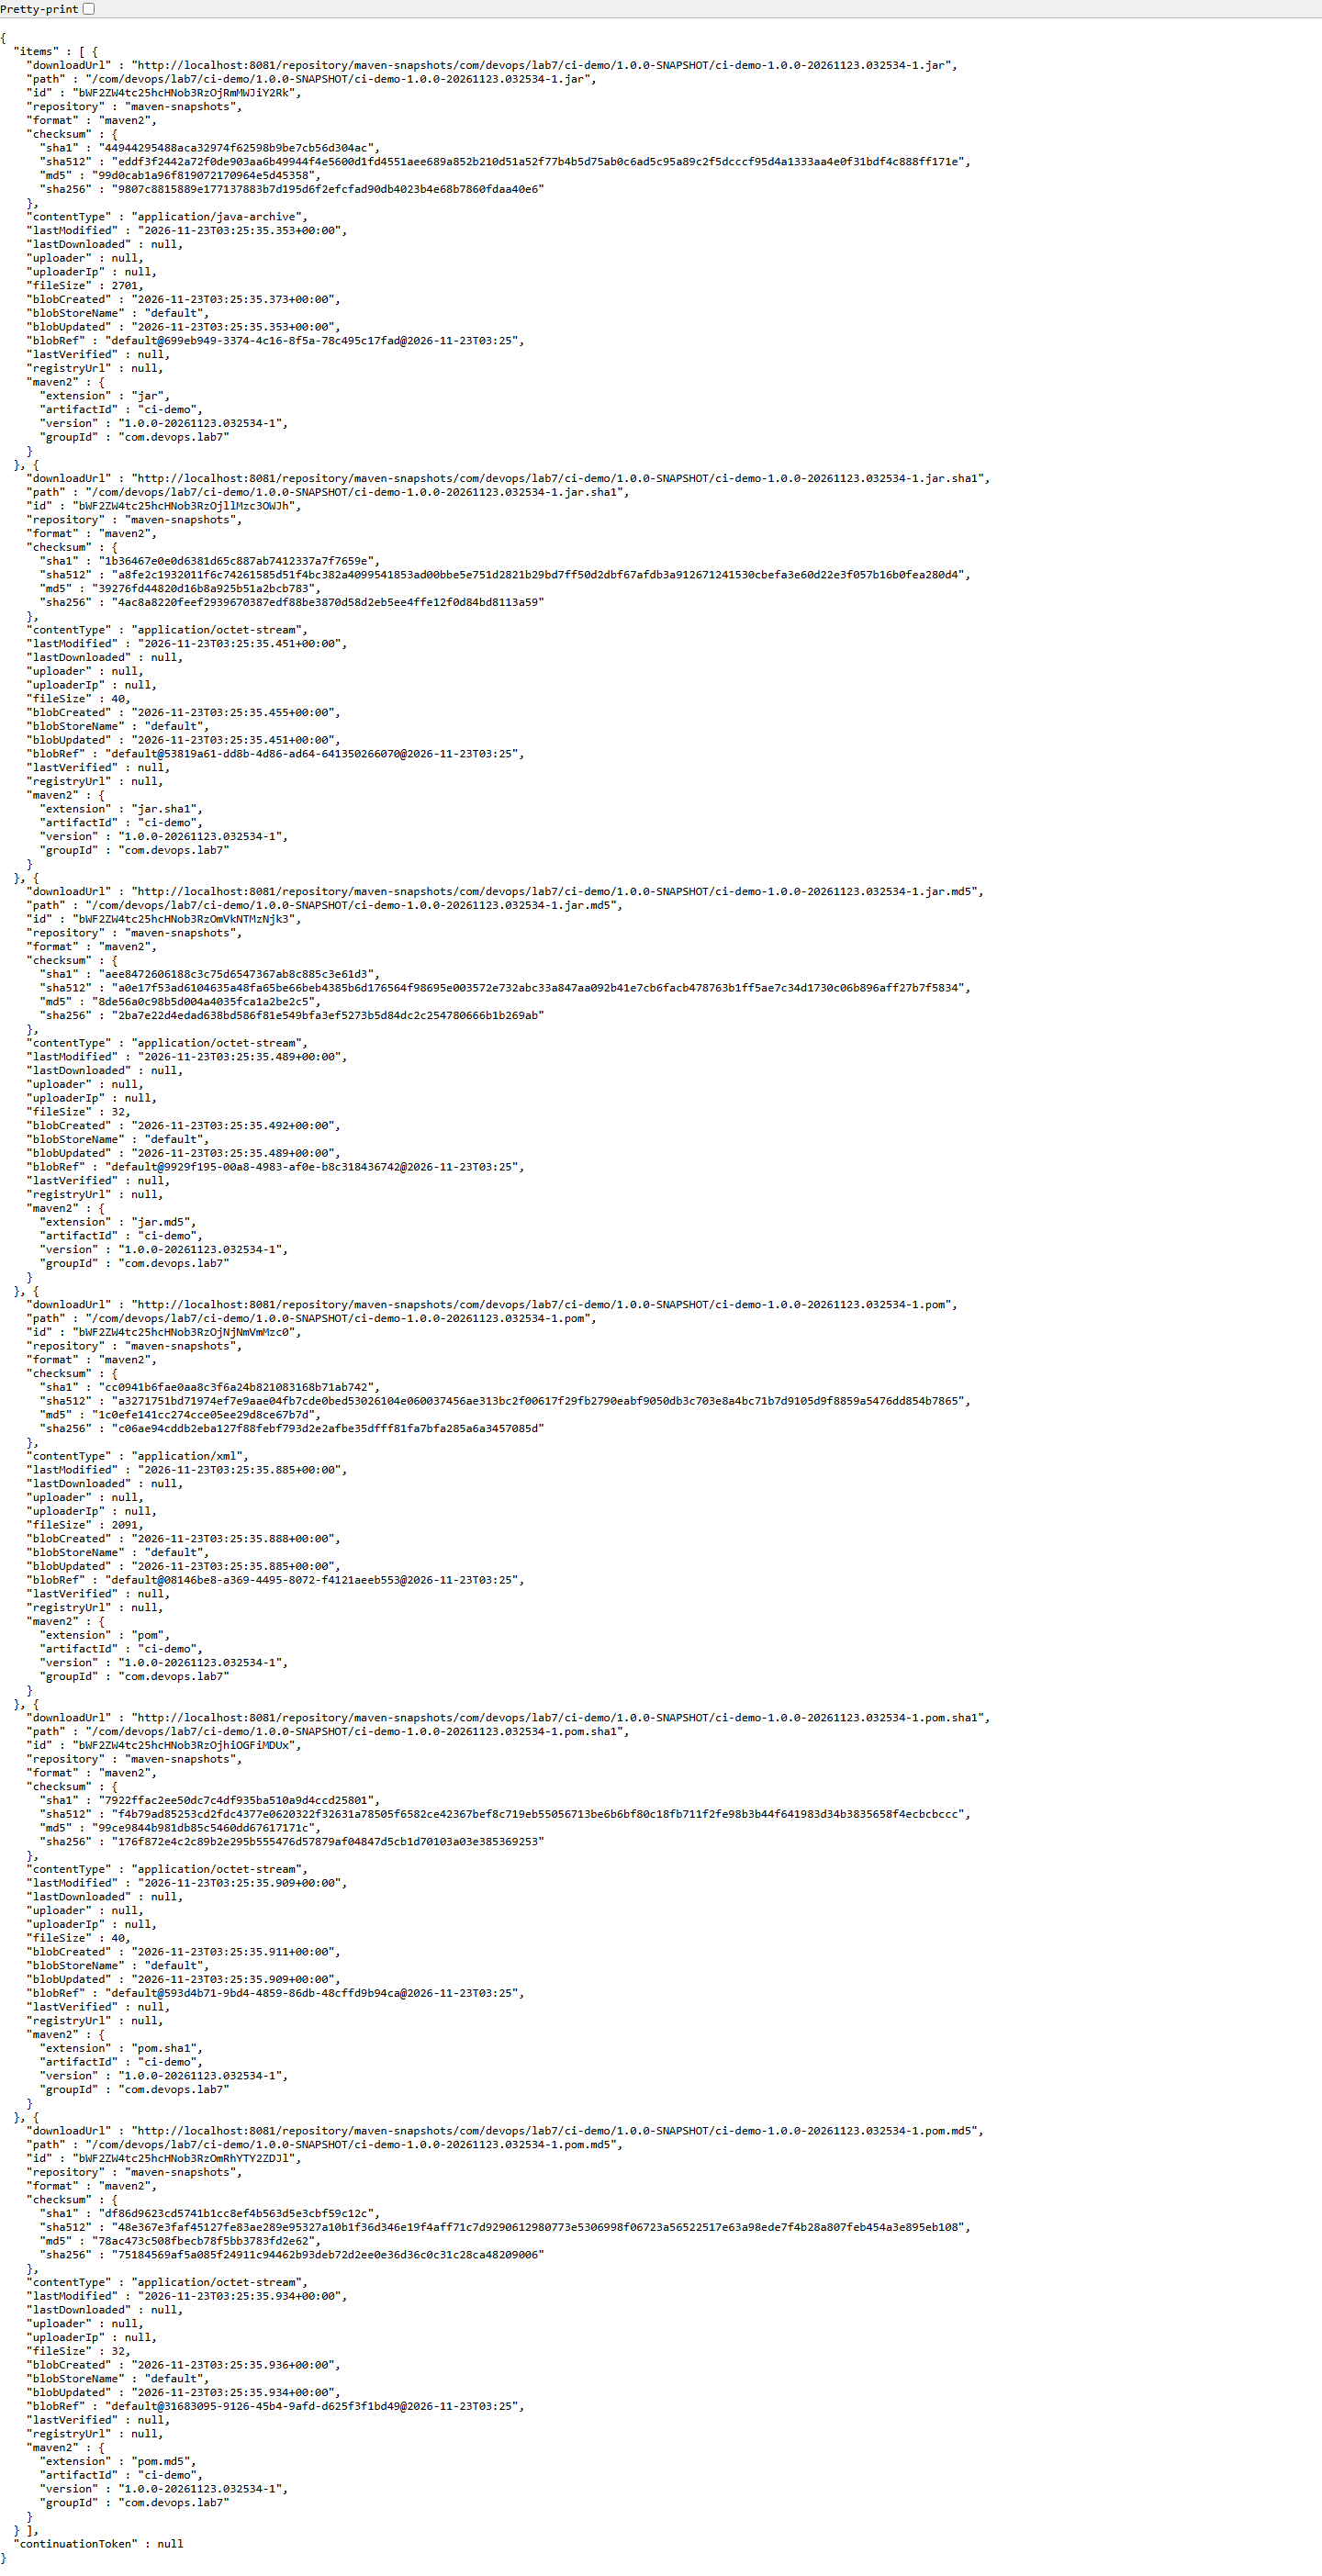 Pretty-print
{
  "items" : [ {
    "downloadUrl" : "http://localhost:8081/repository/maven-snapshots/com/devops/lab7/ci-demo/1.0.0-SNAPSHOT/ci-demo-1.0.0-20261123.032534-1.jar",
    "path" : "/com/devops/lab7/ci-demo/1.0.0-SNAPSHOT/ci-demo-1.0.0-20261123.032534-1.jar",
    "id" : "bWF2ZW4tc25hcHNob3RzOjRmMWJiY2Rk",
    "repository" : "maven-snapshots",
    "format" : "maven2",
    "checksum" : {
      "sha1" : "44944295488aca32974f62598b9be7cb56d304ac",
      "sha512" : "eddf3f2442a72f0de903aa6b49944f4e5600d1fd4551aee689a852b210d51a52f77b4b5d75ab0c6ad5c95a89c2f5dcccf95d4a1333aa4e0f31bdf4c888ff171e",
      "md5" : "99d0cab1a96f819072170964e5d45358",
      "sha256" : "9807c8815889e177137883b7d195d6f2efcfad90db4023b4e68b7860fdaa40e6"
    },
    "contentType" : "application/java-archive",
    "lastModified" : "2026-11-23T03:25:35.353+00:00",
    "lastDownloaded" : null,
    "uploader" : null,
    "uploaderIp" : null,
    "fileSize" : 2701,
    "blobCreated" : "2026-11-23T03:25:35.373+00:00",
    "blobStoreName" : "default",
    "blobUpdated" : "2026-11-23T03:25:35.353+00:00",
    "blobRef" : "default@699eb949-3374-4c16-8f5a-78c495c17fad@2026-11-23T03:25",
    "lastVerified" : null,
    "registryUrl" : null,
    "maven2" : {
      "extension" : "jar",
      "artifactId" : "ci-demo",
      "version" : "1.0.0-20261123.032534-1",
      "groupId" : "com.devops.lab7"
    }
  }, {
    "downloadUrl" : "http://localhost:8081/repository/maven-snapshots/com/devops/lab7/ci-demo/1.0.0-SNAPSHOT/ci-demo-1.0.0-20261123.032534-1.jar.sha1",
    "path" : "/com/devops/lab7/ci-demo/1.0.0-SNAPSHOT/ci-demo-1.0.0-20261123.032534-1.jar.sha1",
    "id" : "bWF2ZW4tc25hcHNob3RzOjllMzc3OWJh",
    "repository" : "maven-snapshots",
    "format" : "maven2",
    "checksum" : {
      "sha1" : "1b36467e0e0d6381d65c887ab7412337a7f7659e",
      "sha512" : "a8fe2c1932011f6c74261585d51f4bc382a4099541853ad00bbe5e751d2821b29bd7ff50d2dbf67afdb3a912671241530cbefa3e60d22e3f057b16b0fea280d4",
      "md5" : "39276fd44820d16b8a925b51a2bcb783",
      "sha256" : "4ac8a8220feef2939670387edf88be3870d58d2eb5ee4ffe12f0d84bd8113a59"
    },
    "contentType" : "application/octet-stream",
    "lastModified" : "2026-11-23T03:25:35.451+00:00",
    "lastDownloaded" : null,
    "uploader" : null,
    "uploaderIp" : null,
    "fileSize" : 40,
    "blobCreated" : "2026-11-23T03:25:35.455+00:00",
    "blobStoreName" : "default",
    "blobUpdated" : "2026-11-23T03:25:35.451+00:00",
    "blobRef" : "default@53819a61-dd8b-4d86-ad64-641350266070@2026-11-23T03:25",
    "lastVerified" : null,
    "registryUrl" : null,
    "maven2" : {
      "extension" : "jar.sha1",
      "artifactId" : "ci-demo",
      "version" : "1.0.0-20261123.032534-1",
      "groupId" : "com.devops.lab7"
    }
  }, {
    "downloadUrl" : "http://localhost:8081/repository/maven-snapshots/com/devops/lab7/ci-demo/1.0.0-SNAPSHOT/ci-demo-1.0.0-20261123.032534-1.jar.md5",
    "path" : "/com/devops/lab7/ci-demo/1.0.0-SNAPSHOT/ci-demo-1.0.0-20261123.032534-1.jar.md5",
    "id" : "bWF2ZW4tc25hcHNob3RzOmVkNTMzNjk3",
    "repository" : "maven-snapshots",
    "format" : "maven2",
    "checksum" : {
      "sha1" : "aee8472606188c3c75d6547367ab8c885c3e61d3",
      "sha512" : "a0e17f53ad6104635a48fa65be66beb4385b6d176564f98695e003572e732abc33a847aa092b41e7cb6facb478763b1ff5ae7c34d1730c06b896aff27b7f5834",
      "md5" : "8de56a0c98b5d004a4035fca1a2be2c5",
      "sha256" : "2ba7e22d4edad638bd586f81e549bfa3ef5273b5d84dc2c254780666b1b269ab"
    },
    "contentType" : "application/octet-stream",
    "lastModified" : "2026-11-23T03:25:35.489+00:00",
    "lastDownloaded" : null,
    "uploader" : null,
    "uploaderIp" : null,
    "fileSize" : 32,
    "blobCreated" : "2026-11-23T03:25:35.492+00:00",
    "blobStoreName" : "default",
    "blobUpdated" : "2026-11-23T03:25:35.489+00:00",
    "blobRef" : "default@9929f195-00a8-4983-af0e-b8c318436742@2026-11-23T03:25",
    "lastVerified" : null,
    "registryUrl" : null,
    "maven2" : {
      "extension" : "jar.md5",
      "artifactId" : "ci-demo",
      "version" : "1.0.0-20261123.032534-1",
      "groupId" : "com.devops.lab7"
    }
  }, {
    "downloadUrl" : "http://localhost:8081/repository/maven-snapshots/com/devops/lab7/ci-demo/1.0.0-SNAPSHOT/ci-demo-1.0.0-20261123.032534-1.pom",
    "path" : "/com/devops/lab7/ci-demo/1.0.0-SNAPSHOT/ci-demo-1.0.0-20261123.032534-1.pom",
    "id" : "bWF2ZW4tc25hcHNob3RzOjNjNmVmMzc0",
    "repository" : "maven-snapshots",
    "format" : "maven2",
    "checksum" : {
      "sha1" : "cc0941b6fae0aa8c3f6a24b821083168b71ab742",
      "sha512" : "a3271751bd71974ef7e9aae04fb7cde0bed53026104e060037456ae313bc2f00617f29fb2790eabf9050db3c703e8a4bc71b7d9105d9f8859a5476dd854b7865",
      "md5" : "1c0efe141cc274cce05ee29d8ce67b7d",
      "sha256" : "c06ae94cddb2eba127f88febf793d2e2afbe35dfff81fa7bfa285a6a3457085d"
    },
    "contentType" : "application/xml",
    "lastModified" : "2026-11-23T03:25:35.885+00:00",
    "lastDownloaded" : null,
    "uploader" : null,
    "uploaderIp" : null,
    "fileSize" : 2091,
    "blobCreated" : "2026-11-23T03:25:35.888+00:00",
    "blobStoreName" : "default",
    "blobUpdated" : "2026-11-23T03:25:35.885+00:00",
    "blobRef" : "default@08146be8-a369-4495-8072-f4121aeeb553@2026-11-23T03:25",
    "lastVerified" : null,
    "registryUrl" : null,
    "maven2" : {
      "extension" : "pom",
      "artifactId" : "ci-demo",
      "version" : "1.0.0-20261123.032534-1",
      "groupId" : "com.devops.lab7"
    }
  }, {
    "downloadUrl" : "http://localhost:8081/repository/maven-snapshots/com/devops/lab7/ci-demo/1.0.0-SNAPSHOT/ci-demo-1.0.0-20261123.032534-1.pom.sha1",
    "path" : "/com/devops/lab7/ci-demo/1.0.0-SNAPSHOT/ci-demo-1.0.0-20261123.032534-1.pom.sha1",
    "id" : "bWF2ZW4tc25hcHNob3RzOjhiOGFiMDUx",
    "repository" : "maven-snapshots",
    "format" : "maven2",
    "checksum" : {
      "sha1" : "7922ffac2ee50dc7c4df935ba510a9d4ccd25801",
      "sha512" : "f4b79ad85253cd2fdc4377e0620322f32631a78505f6582ce42367bef8c719eb55056713be6b6bf80c18fb711f2fe98b3b44f641983d34b3835658f4ecbcbccc",
      "md5" : "99ce9844b981db85c5460dd67617171c",
      "sha256" : "176f872e4c2c89b2e295b555476d57879af04847d5cb1d70103a03e385369253"
    },
    "contentType" : "application/octet-stream",
    "lastModified" : "2026-11-23T03:25:35.909+00:00",
    "lastDownloaded" : null,
    "uploader" : null,
    "uploaderIp" : null,
    "fileSize" : 40,
    "blobCreated" : "2026-11-23T03:25:35.911+00:00",
    "blobStoreName" : "default",
    "blobUpdated" : "2026-11-23T03:25:35.909+00:00",
    "blobRef" : "default@593d4b71-9bd4-4859-86db-48cffd9b94ca@2026-11-23T03:25",
    "lastVerified" : null,
    "registryUrl" : null,
    "maven2" : {
      "extension" : "pom.sha1",
      "artifactId" : "ci-demo",
      "version" : "1.0.0-20261123.032534-1",
      "groupId" : "com.devops.lab7"
    }
  }, {
    "downloadUrl" : "http://localhost:8081/repository/maven-snapshots/com/devops/lab7/ci-demo/1.0.0-SNAPSHOT/ci-demo-1.0.0-20261123.032534-1.pom.md5",
    "path" : "/com/devops/lab7/ci-demo/1.0.0-SNAPSHOT/ci-demo-1.0.0-20261123.032534-1.pom.md5",
    "id" : "bWF2ZW4tc25hcHNob3RzOmRhYTY2ZDJl",
    "repository" : "maven-snapshots",
    "format" : "maven2",
    "checksum" : {
      "sha1" : "df86d9623cd5741b1cc8ef4b563d5e3cbf59c12c",
      "sha512" : "48e367e3faf45127fe83ae289e95327a10b1f36d346e19f4aff71c7d9290612980773e5306998f06723a56522517e63a98ede7f4b28a807feb454a3e895eb108",
      "md5" : "78ac473c508fbecb78f5bb3783fd2e62",
      "sha256" : "75184569af5a085f24911c94462b93deb72d2ee0e36d36c0c31c28ca48209006"
    },
    "contentType" : "application/octet-stream",
    "lastModified" : "2026-11-23T03:25:35.934+00:00",
    "lastDownloaded" : null,
    "uploader" : null,
    "uploaderIp" : null,
    "fileSize" : 32,
    "blobCreated" : "2026-11-23T03:25:35.936+00:00",
    "blobStoreName" : "default",
    "blobUpdated" : "2026-11-23T03:25:35.934+00:00",
    "blobRef" : "default@31683095-9126-45b4-9afd-d625f3f1bd49@2026-11-23T03:25",
    "lastVerified" : null,
    "registryUrl" : null,
    "maven2" : {
      "extension" : "pom.md5",
      "artifactId" : "ci-demo",
      "version" : "1.0.0-20261123.032534-1",
      "groupId" : "com.devops.lab7"
    }
  } ],
  "continuationToken" : null
}